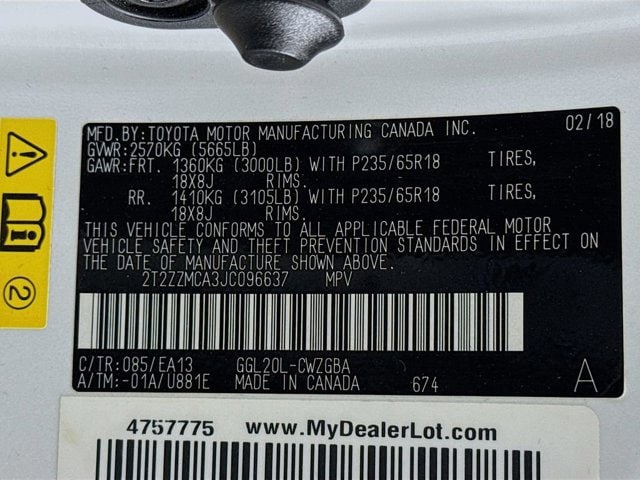 MFD.BY:TOYOTA MOTOR MANUFACTURING CANADA INC. 02/18
GVWR:2570KG (5665LB)
GAWR:FRT. 1360KG (3000LB) WITH P235/65R18 TIRES,
18X8J RIMS.
RR. 1410KG (3105LB) WITH P235/65R18 TIRES,
18X8J RIMS.
THIS VEHICLE CONFORMS TO ALL APPLICABLE FEDERAL MOTOR
VEHICLE SAFETY AND THEFT PREVENTION STANDARDS IN EFFECT ON
THE DATE OF MANUFACTURE SHOWN ABOVE.
2T2ZZMCA3JC096637 MPV
C/TR:085/EA13 GGL20L-CWZGBA
A/TM:-01A/U881E MADE IN CANADA 674 A
2
4757775 www.MyDealerLot.com